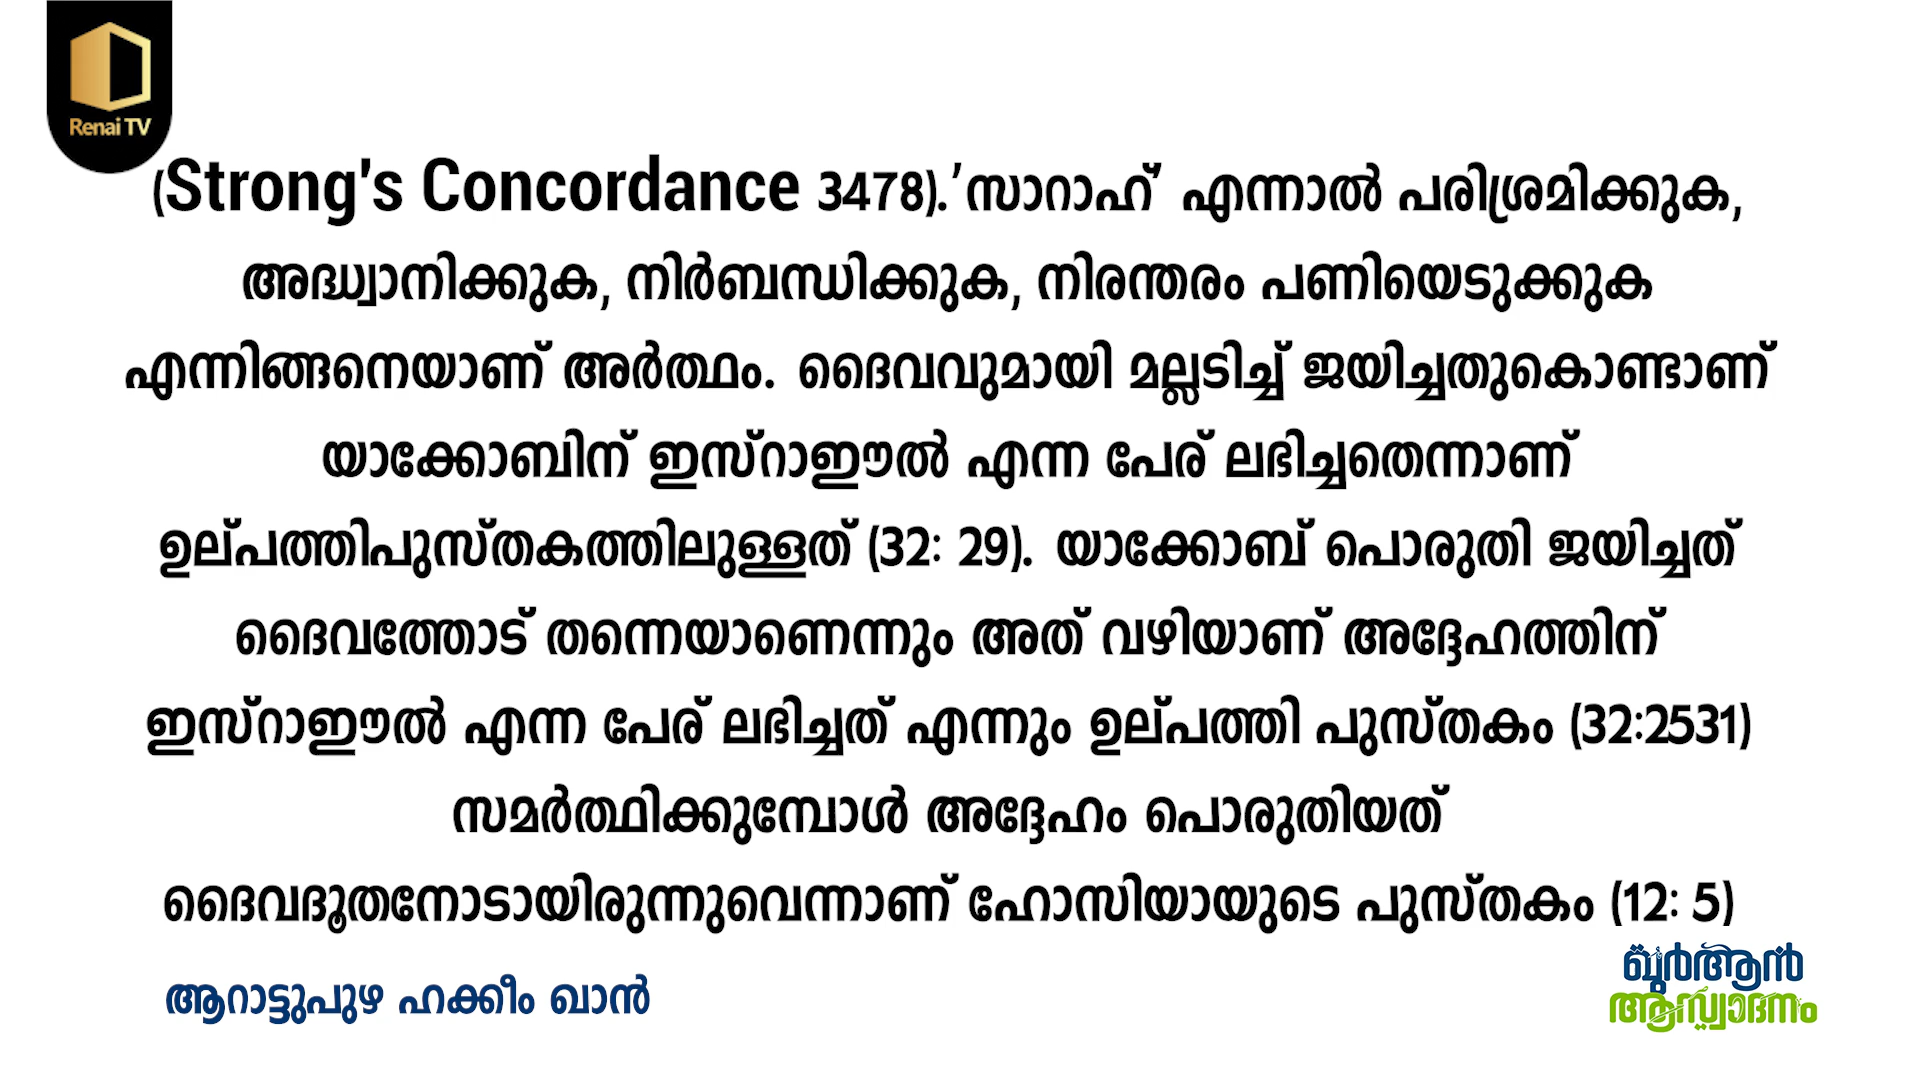 Renai TV
(Strong's Concordance 3478).'സാറാഹ്' എന്നാൽ പരിശ്രമിക്കുക,
അദ്ധ്വാനിക്കുക, നിർബന്ധിക്കുക, നിരന്തരം പണിയെടുക്കുക
എന്നിങ്ങനെയാണ് അർത്ഥം. ദൈവവുമായി മല്ലടിച്ച് ജയിച്ചതുകൊണ്ടാണ്
യാക്കോബിന് ഇസ്റാഈൽ എന്ന പേര് ലഭിച്ചതെന്നാണ്
ഉല്പത്തിപുസ്തകത്തിലുള്ളത് (32: 29). യാക്കോബ് പൊരുതി ജയിച്ചത്
ദൈവത്തോട് തന്നെയാണെന്നും അത് വഴിയാണ് അദ്ദേഹത്തിന്
ഇസ്റാഈൽ എന്ന പേര് ലഭിച്ചത് എന്നും ഉല്പത്തി പുസ്തകം (32:2531)
സമർത്ഥിക്കുമ്പോൾ അദ്ദേഹം പൊരുതിയത്
ദൈവദൂതനോടായിരുന്നുവെന്നാണ് ഹോസിയായുടെ പുസ്തകം (12: 5)
ആറാട്ടുപുഴ ഹക്കീം ഖാൻ
ഖുർആൻ
ആസ്വാദനം